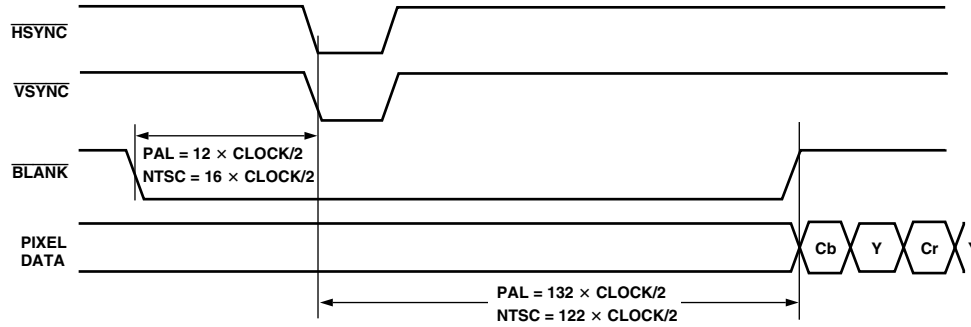 HSYNC
VSYNC
PAL = 12 × CLOCK/2
NTSC = 16 × CLOCK/2
BLANK
PIXEL
DATA
Cb
Y
Cr
Y
PAL = 132 × CLOCK/2
NTSC = 122 × CLOCK/2